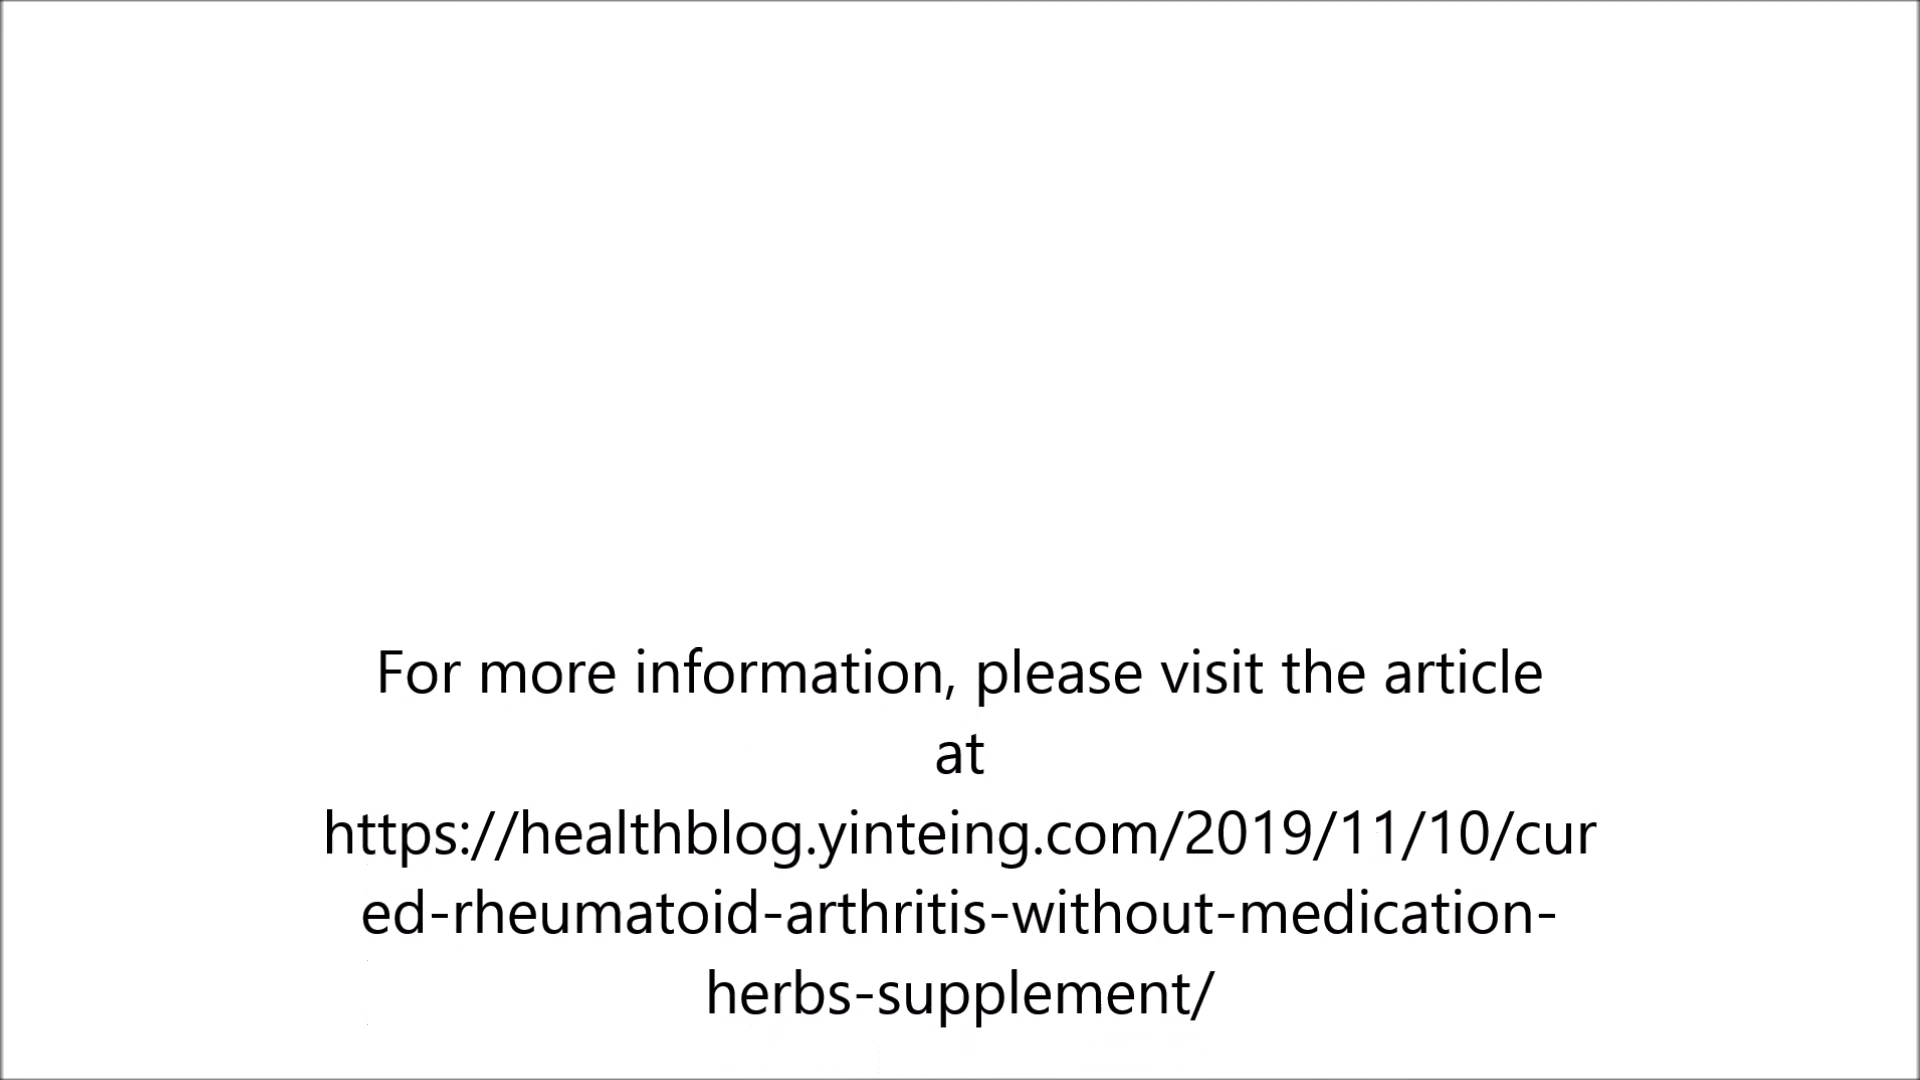 For more information, please visit the article
at
https://healthblog.yinteing.com/2019/11/10/cur
ed-rheumatoid-arthritis-without-medication-
herbs-supplement/